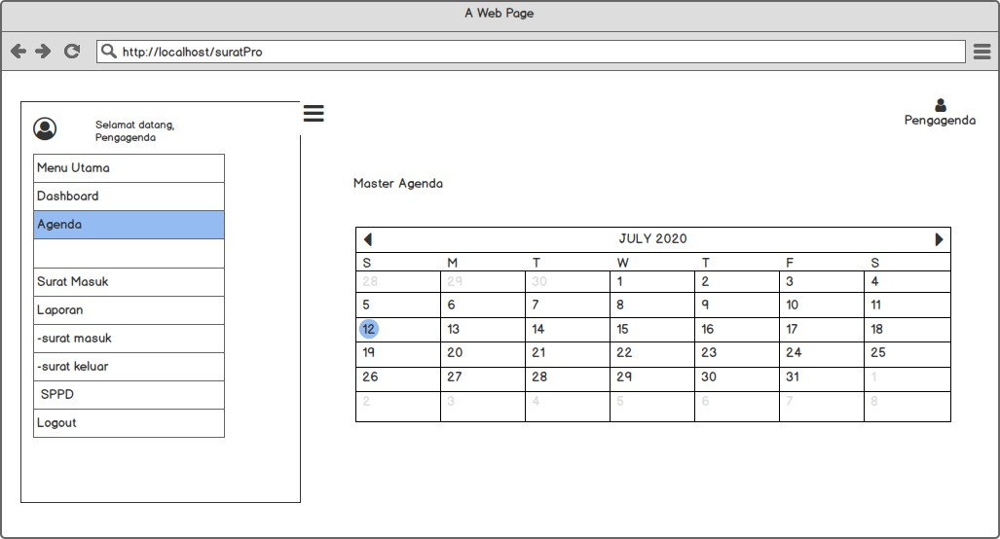 A Web Page
http://localhost/suratPro
Selamat datang,
Pengagenda
Menu Utama
Dashboard
Agenda
Surat Masuk
Laporan
-surat masuk
-surat keluar
SPPD
Logout
Pengagenda
Master Agenda
JULY 2020
S M T W T F S
28 29 30 1 2 3 4
5 6 7 8 9 10 11
12 13 14 15 16 17 18
19 20 21 22 23 24 25
26 27 28 29 30 31 1
2 3 4 5 6 7 8